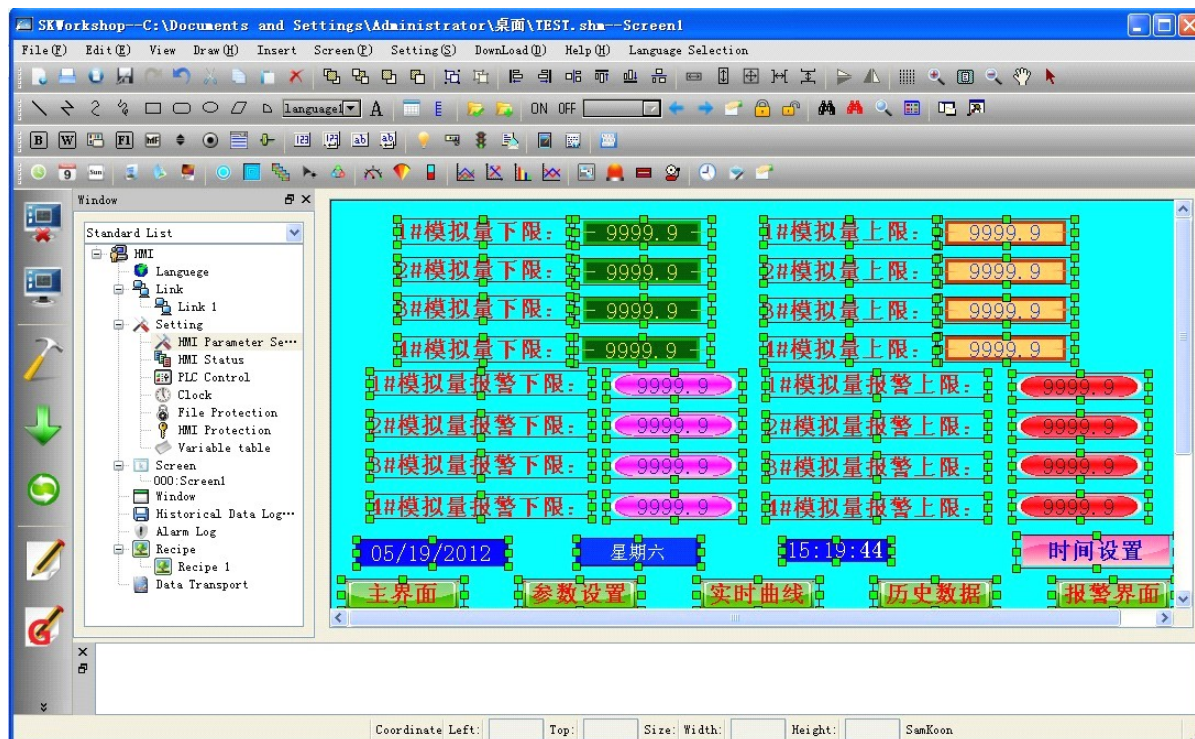 SKWorkshop--C:\Documents and Settings\Administrator\桌面\TEST.shm--Screen1
File(F) Edit(E) View Draw(H) Insert Screen(P) Setting(S) DownLoad(D) Help(H) Language Selection
language1 A ON OFF
B W F1 MF 123 123 ab ab
9 Sun
Window
Standard List
HMI
Languege
Link
Link 1
Setting
HMI Parameter Se···
HMI Status
PLC Control
Clock
File Protection
HMI Protection
Variable table
Screen
000:Screen1
Window
Historical Data Log···
Alarm Log
Recipe
Recipe 1
Data Transport
1#模拟量下限: 9999.9 1#模拟量上限: 9999.9
2#模拟量下限: 9999.9 2#模拟量上限: 9999.9
3#模拟量下限: 9999.9 3#模拟量上限: 9999.9
4#模拟量下限: 9999.9 4#模拟量上限: 9999.9
1#模拟量报警下限: 9999.9 1#模拟量报警上限: 9999.9
2#模拟量报警下限: 9999.9 2#模拟量报警上限: 9999.9
3#模拟量报警下限: 9999.9 3#模拟量报警上限: 9999.9
4#模拟量报警下限: 9999.9 4#模拟量报警上限: 9999.9
05/19/2012 星期六 15:19:44 时间设置
主界面 参数设置 实时曲线 历史数据 报警界面
Coordinate Left: Top: Size: Width: Height: SamKoon